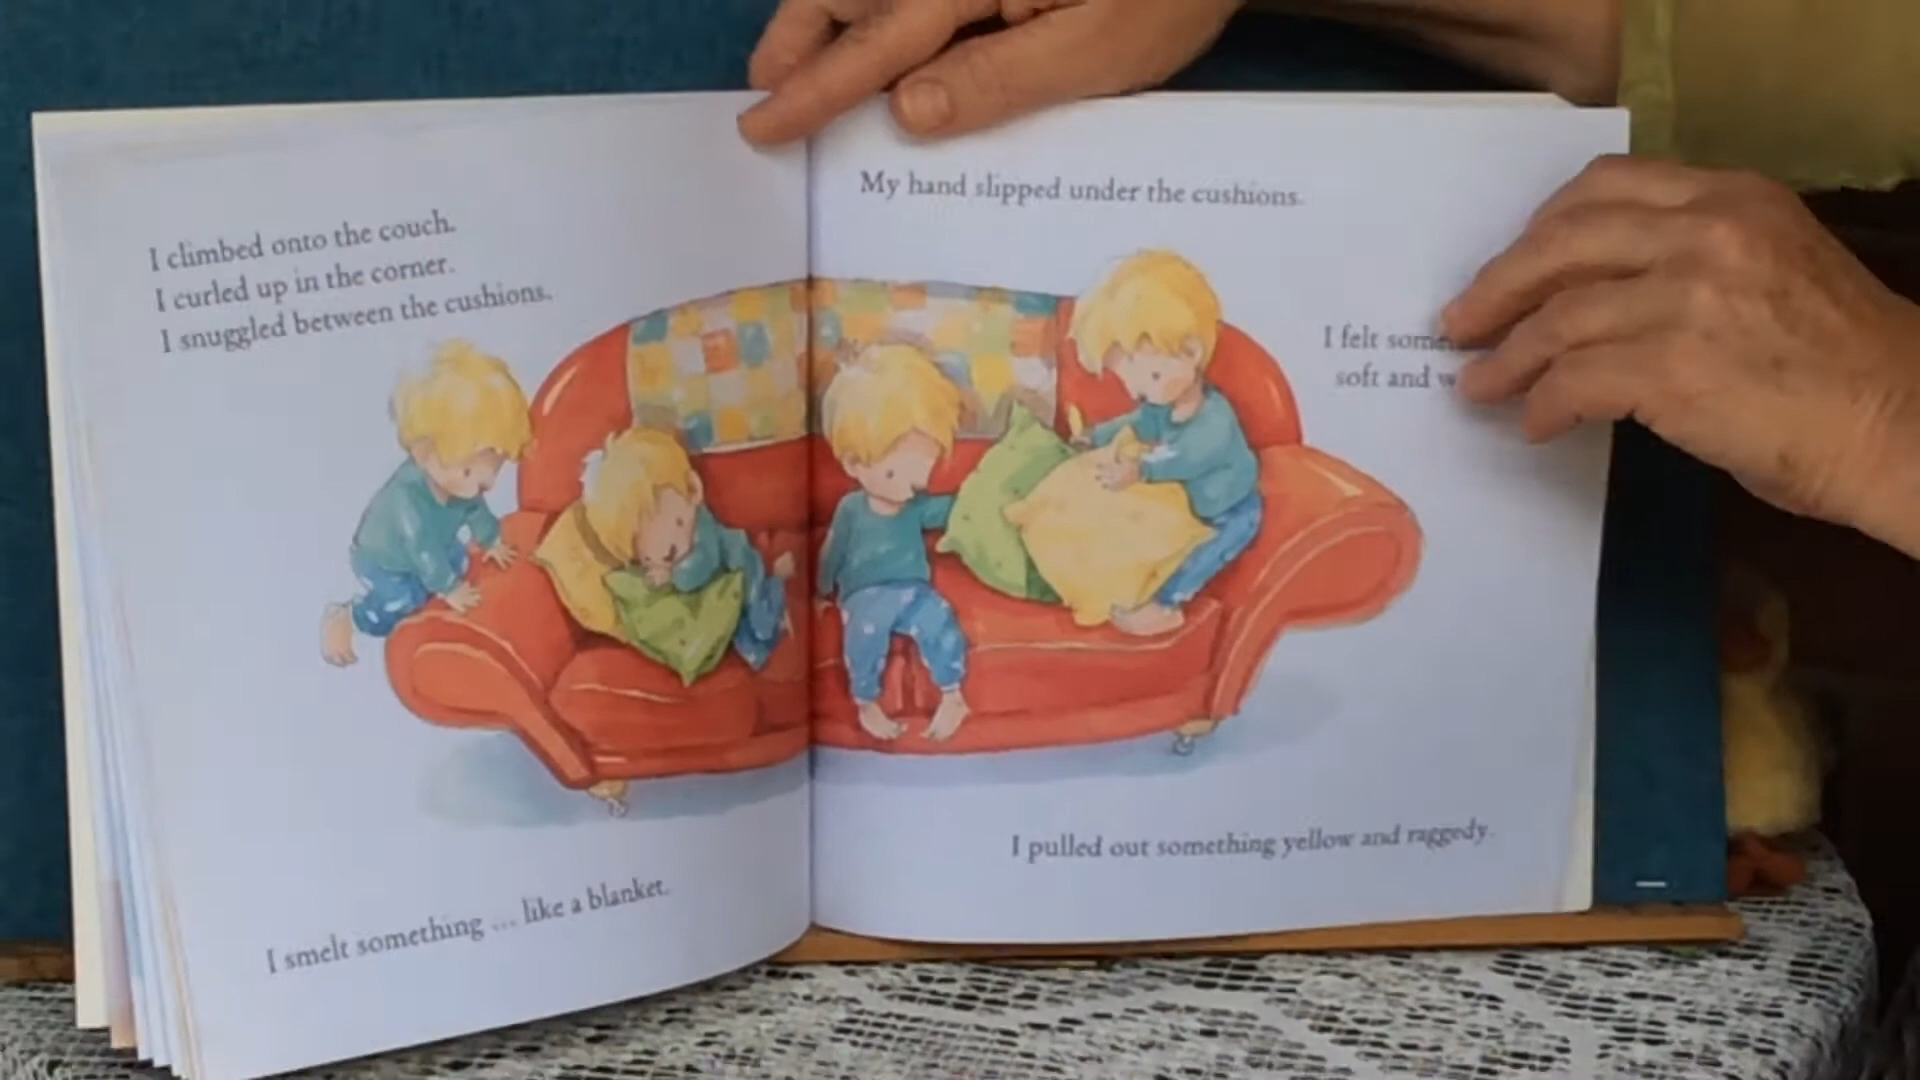 I climbed onto the couch.
I curled up in the corner.
I snuggled between the cushions.
I smelt something ... like a blanket.
My hand slipped under the cushions.
I felt
soft and
I pulled out something yellow and raggedy.